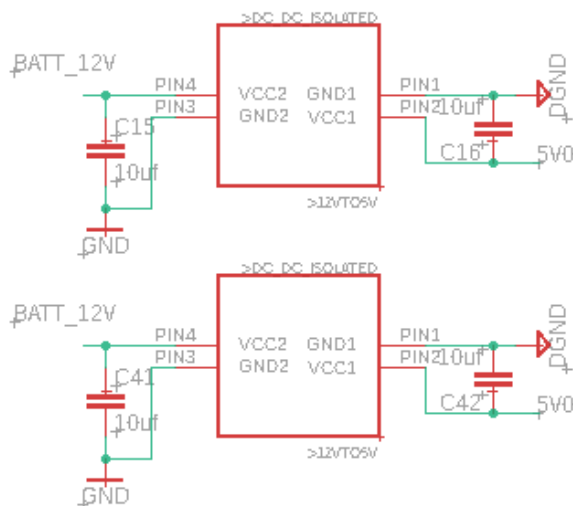 >DC_DC_ISOLATED
BATT_12V
PIN4 VCC2 GND1 PIN1
PIN3 GND2 VCC1 PIN2
10uf DGND
C15
C16 5V0
10uf
>12VTO5V
GND
>DC_DC_ISOLATED
BATT_12V
PIN4 VCC2 GND1 PIN1
PIN3 GND2 VCC1 PIN2
10uf DGND
C41
C42 5V0
10uf
>12VTO5V
GND